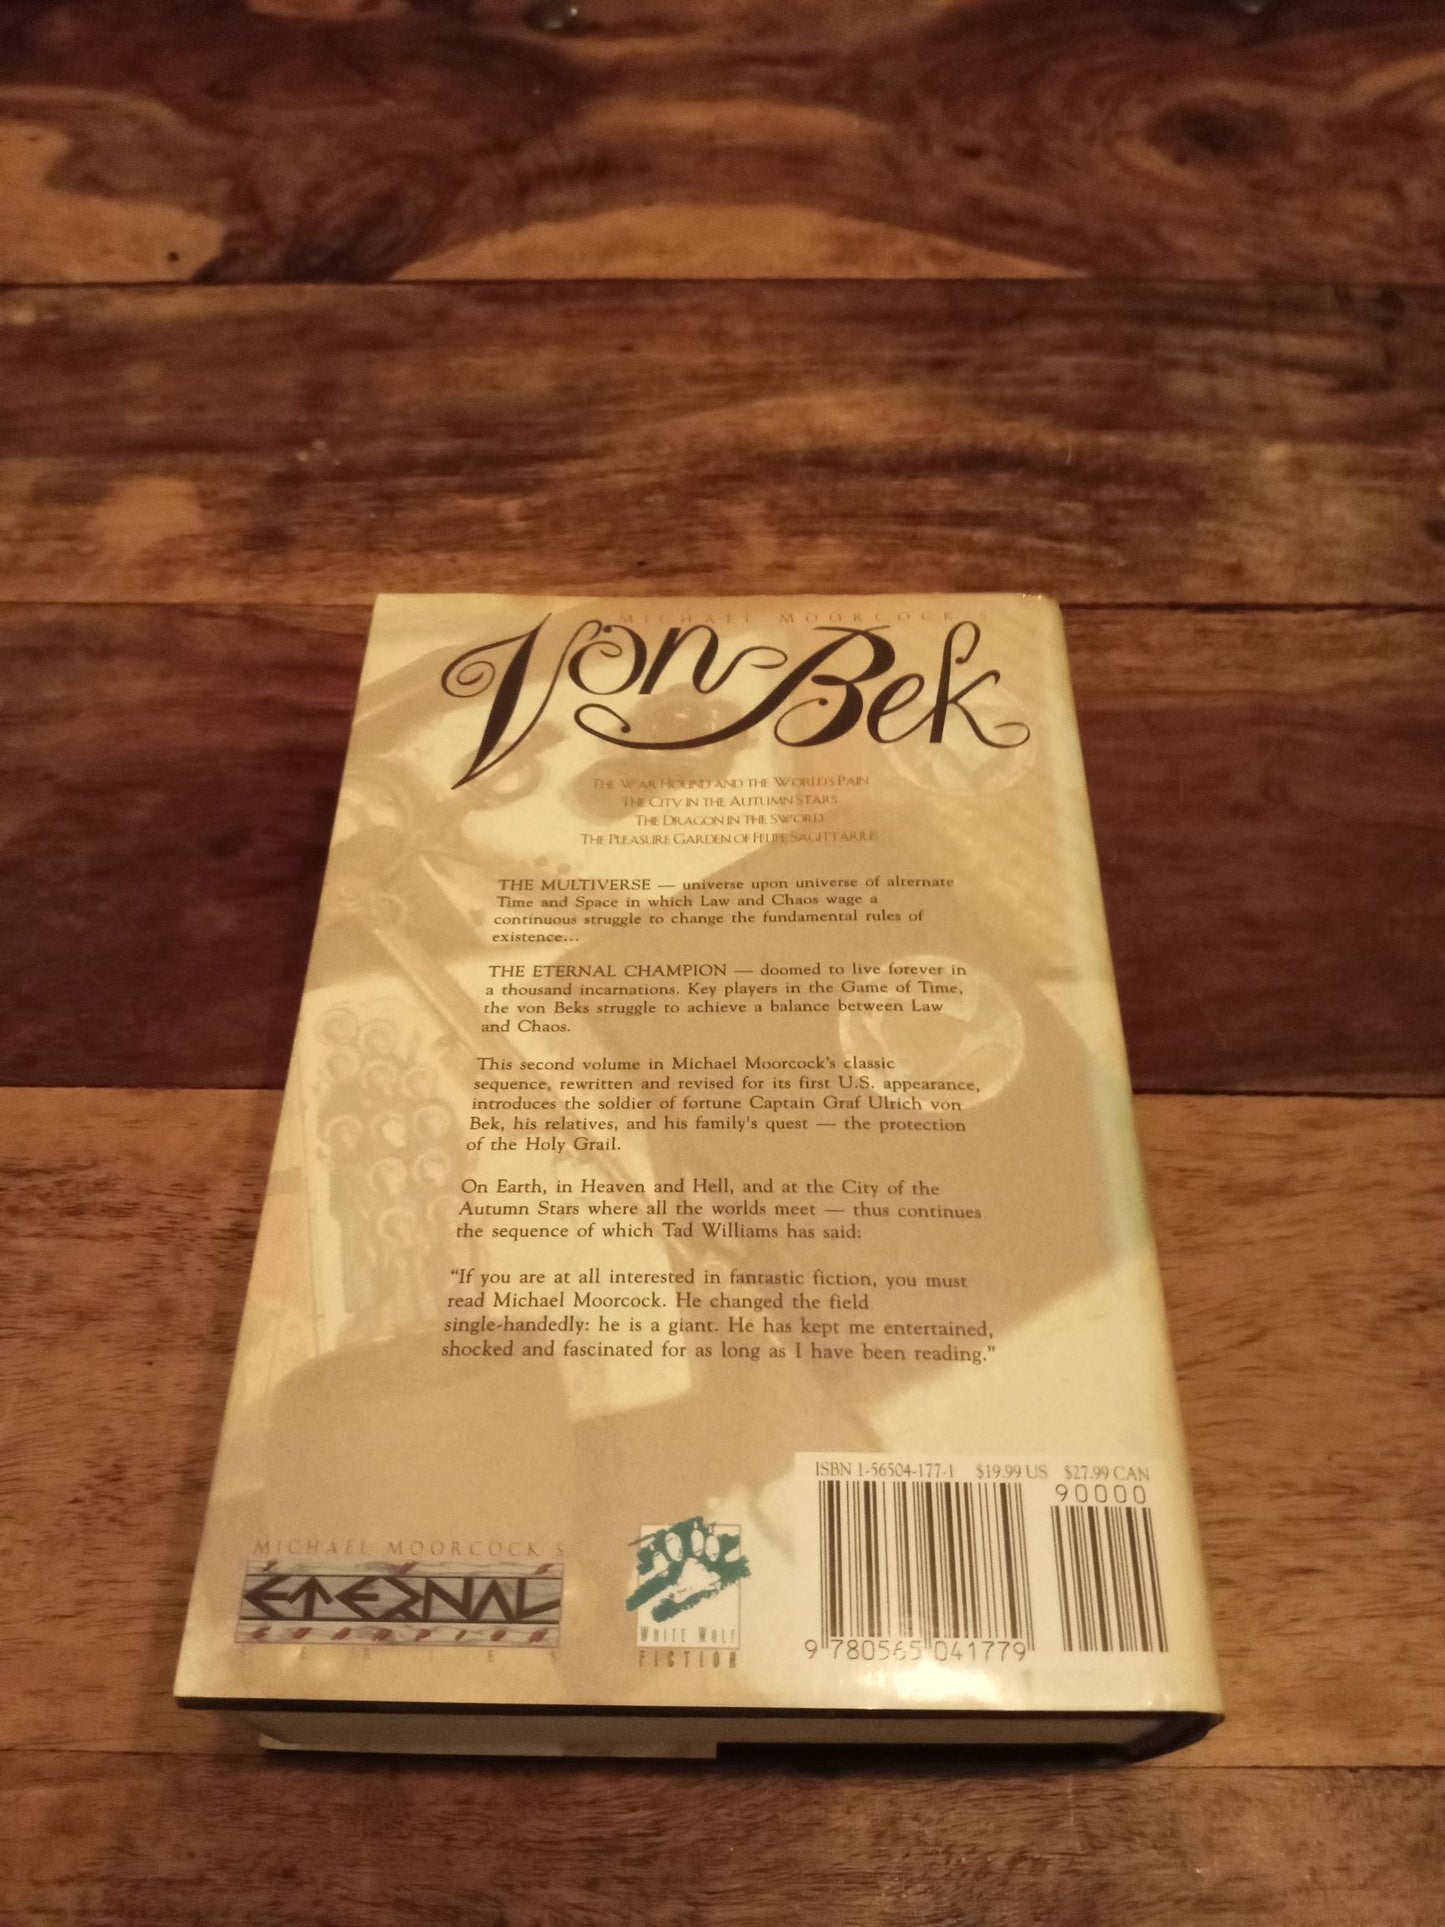 MICHAEL MOORCOCK'S
Von Bek
THE WAR HOUND AND THE WORLD'S PAIN
THE CITY IN THE AUTUMN STARS
THE DRAGON IN THE SWORD
THE PLEASURE GARDEN OF FELIPE SAGITTARIUS
THE MULTIVERSE — universe upon universe of alternate
Time and Space in which Law and Chaos wage a
continuous struggle to change the fundamental rules of
existence...
THE ETERNAL CHAMPION — doomed to live forever in
a thousand incarnations. Key players in the Game of Time,
the von Beks struggle to achieve a balance between Law
and Chaos.
This second volume in Michael Moorcock's classic
sequence, rewritten and revised for its first U.S. appearance,
introduces the soldier of fortune Captain Graf Ulrich von
Bek, his relatives, and his family's quest — the protection
of the Holy Grail.
On Earth, in Heaven and Hell, and at the City of the
Autumn Stars where all the worlds meet — thus continues
the sequence of which Tad Williams has said:
“If you are at all interested in fantastic fiction, you must
read Michael Moorcock. He changed the field
single-handedly: he is a giant. He has kept me entertained,
shocked and fascinated for as long as I have been reading.”
ISBN 1-56504-177-1 $19.99 US $27.99 CAN
90000
9 780565 041779
MICHAEL MOORCOCK'S
ETERNAL
CHAMPION
WHITE WOLF
FICTION